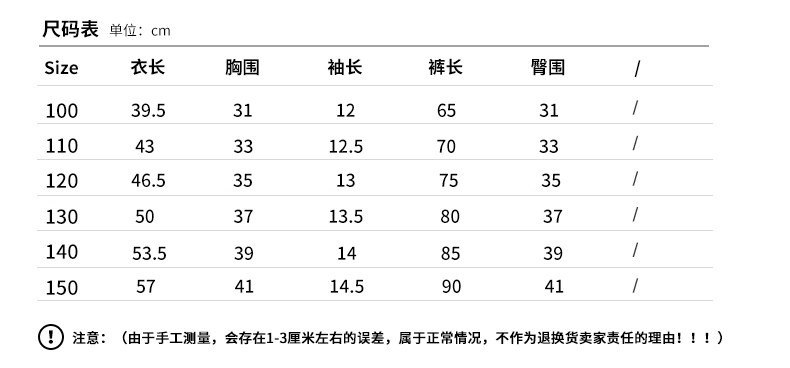 尺码表 单位：cm
Size 衣长 胸围 袖长 裤长 臀围 /
100 39.5 31 12 65 31 /
110 43 33 12.5 70 33 /
120 46.5 35 13 75 35 /
130 50 37 13.5 80 37 /
140 53.5 39 14 85 39 /
150 57 41 14.5 90 41 /
! 注意：（由于手工测量，会存在1-3厘米左右的误差，属于正常情况，不作为退换货卖家责任的理由！！！）